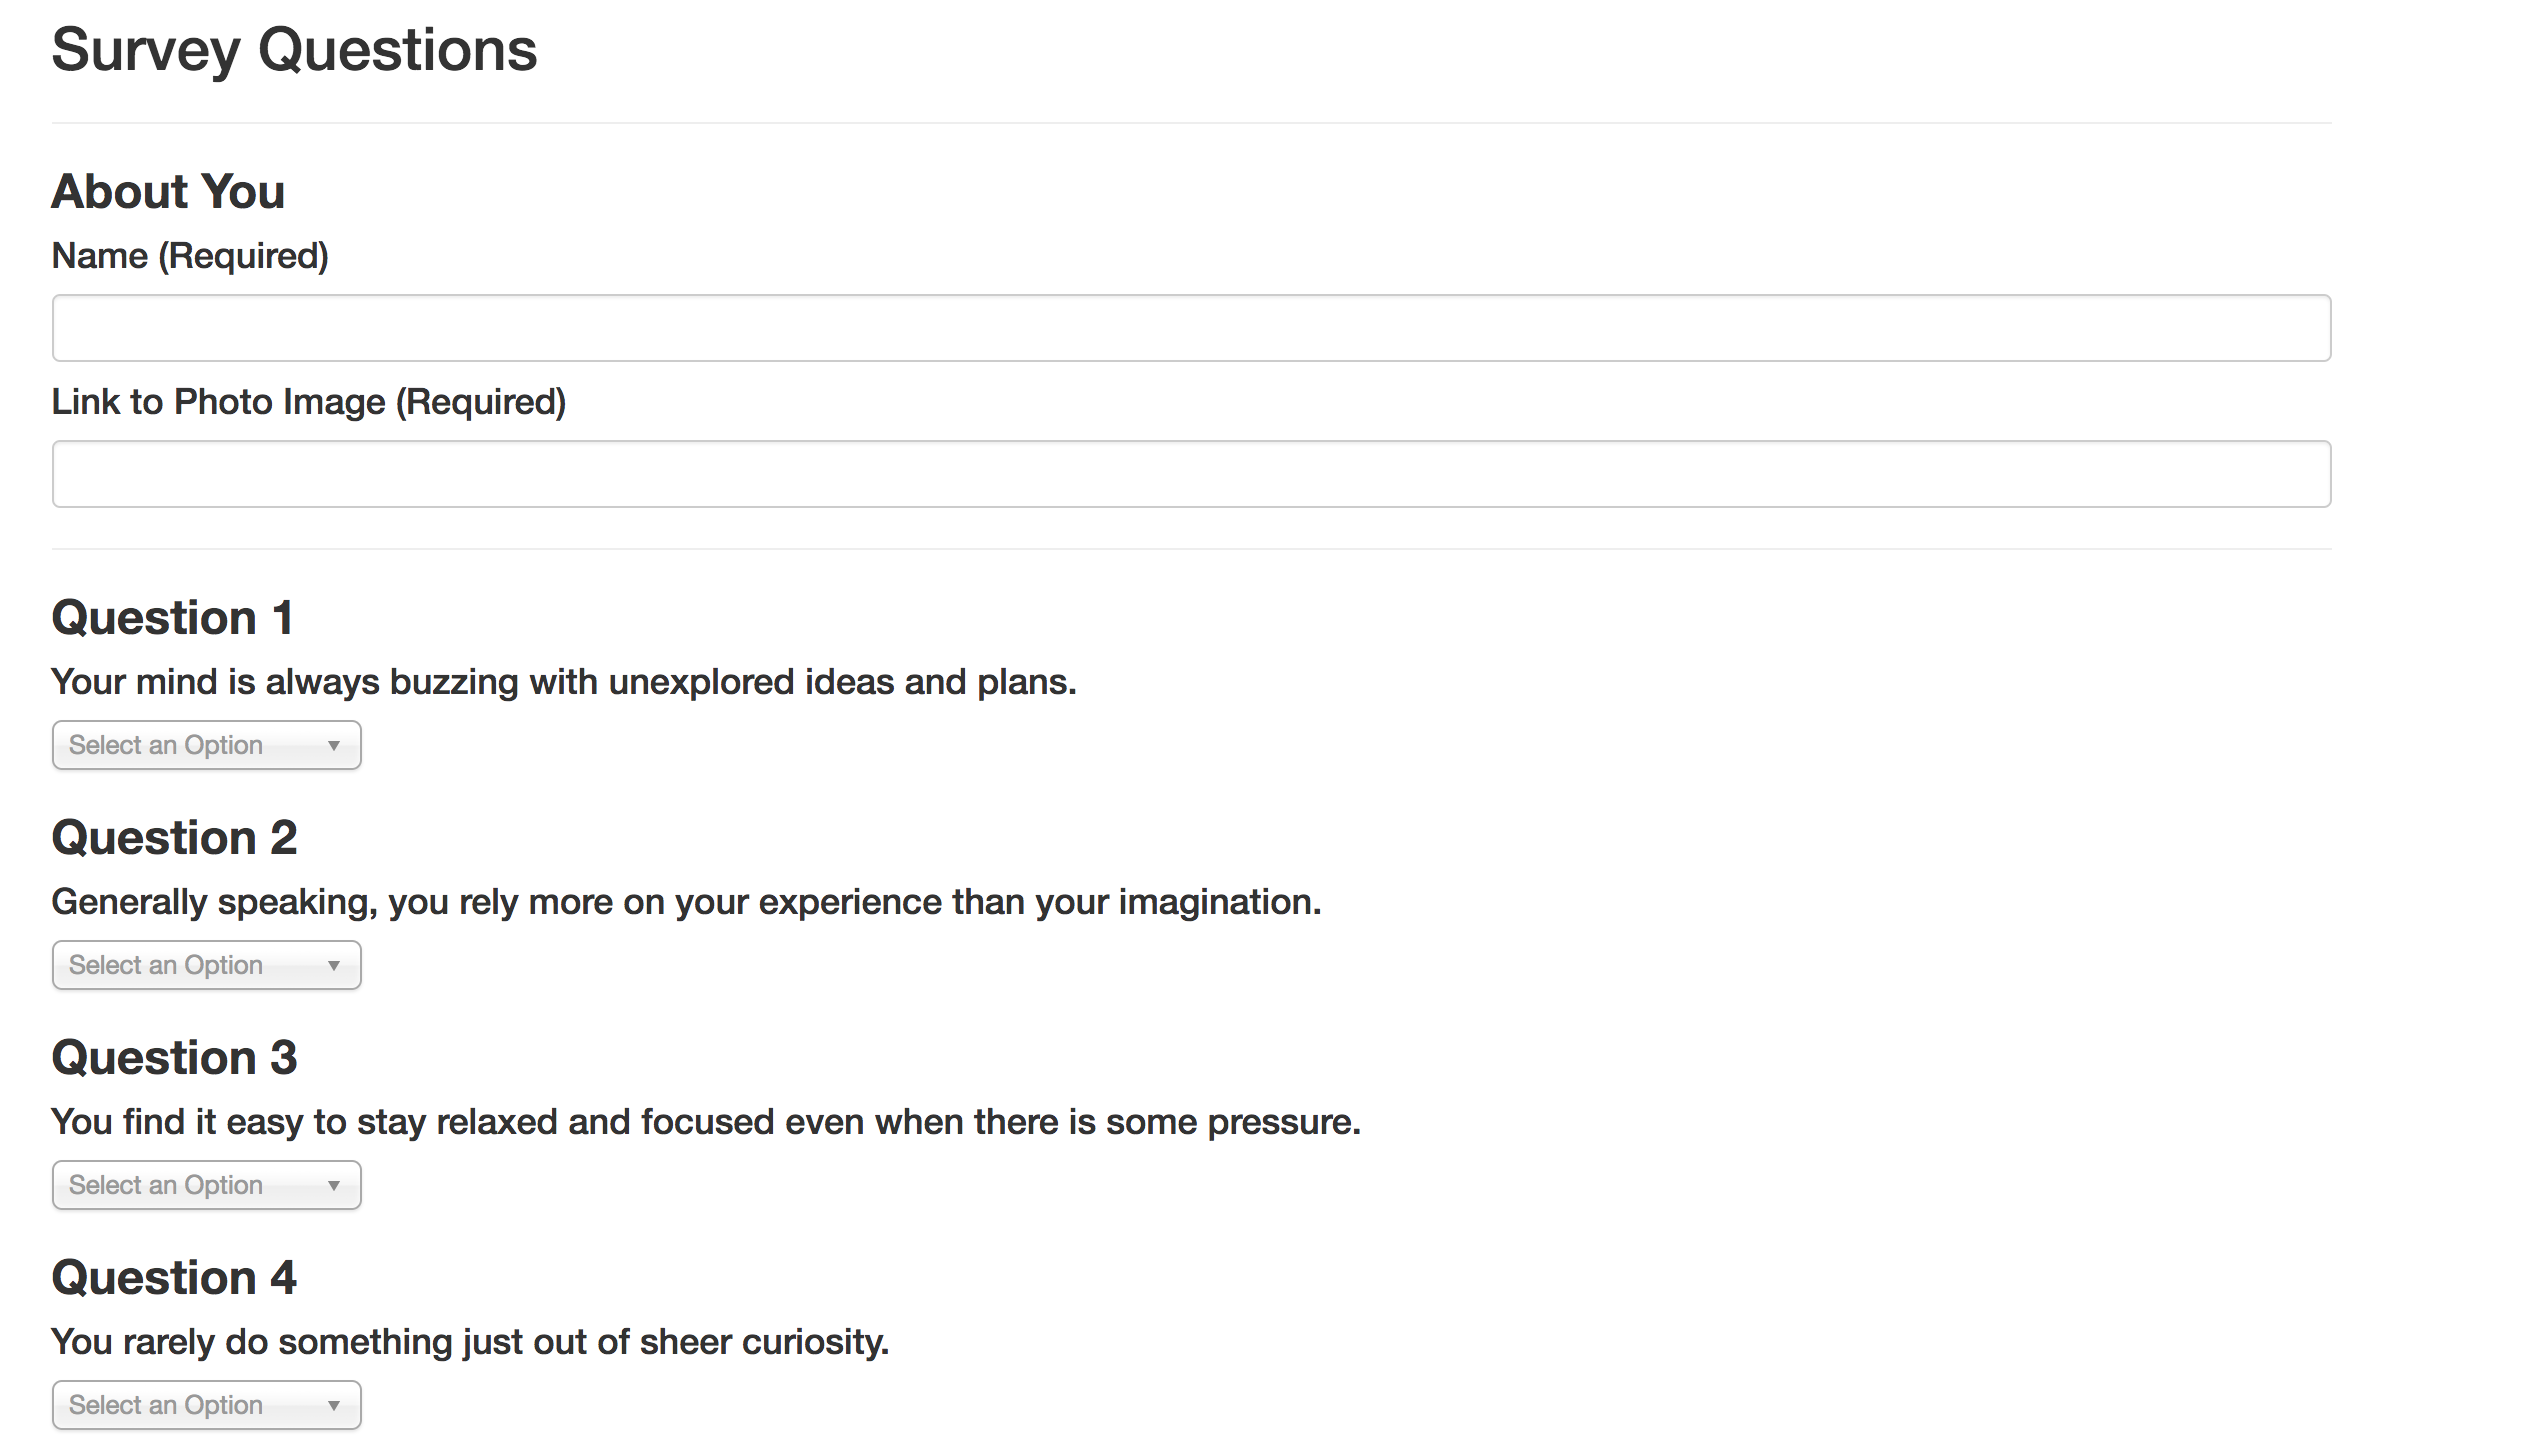 Survey Questions
About You
Name (Required)
Link to Photo Image (Required)
Question 1
Your mind is always buzzing with unexplored ideas and plans.
Select an Option
Question 2
Generally speaking, you rely more on your experience than your imagination.
Select an Option
Question 3
You find it easy to stay relaxed and focused even when there is some pressure.
Select an Option
Question 4
You rarely do something just out of sheer curiosity.
Select an Option